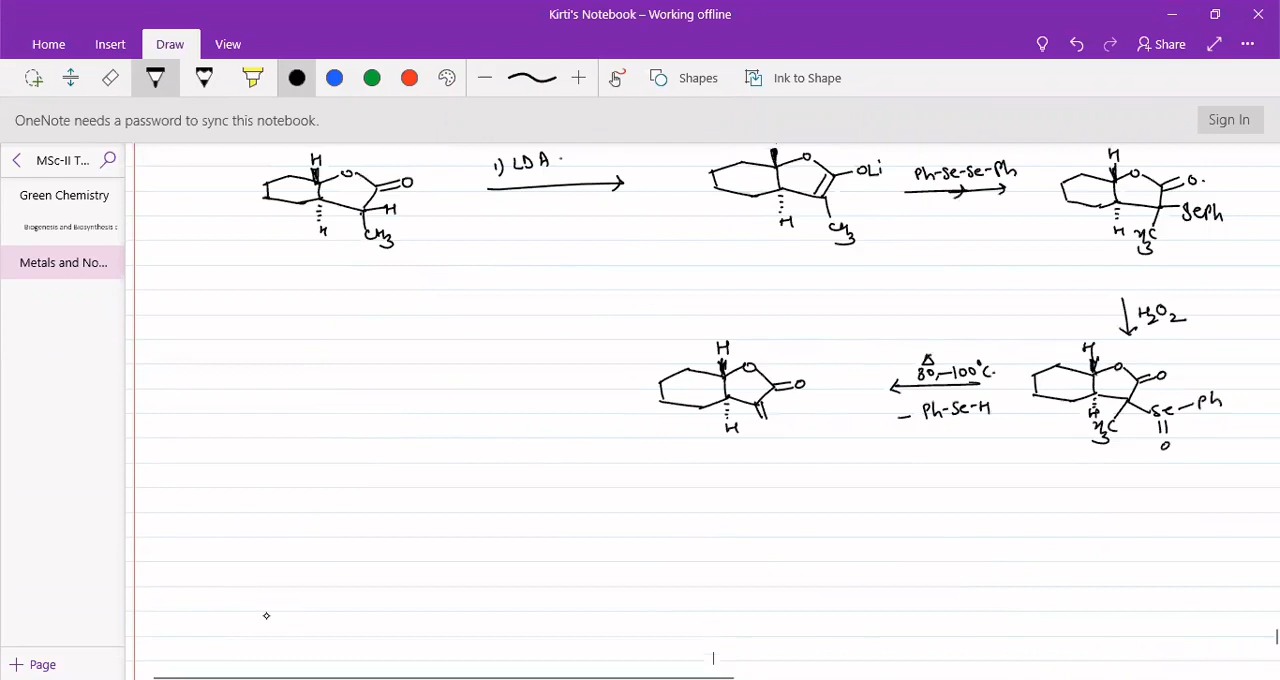 Kirti's Notebook – Working offline
Home Insert Draw View
Share
Shapes Ink to Shape
OneNote needs a password to sync this notebook.
Sign In
MSc-II T...
Green Chemistry
Biogenesis and Biosynthesis
Metals and No...
Page
H O O H CH3 H
1) LDA
O OLi CH3 H
Ph-Se-Se-Ph
H O O SePh H3C H
H2O2
H O O Se-Ph O H3C H
Δ
80-100°C.
- Ph-Se-H
H O O H